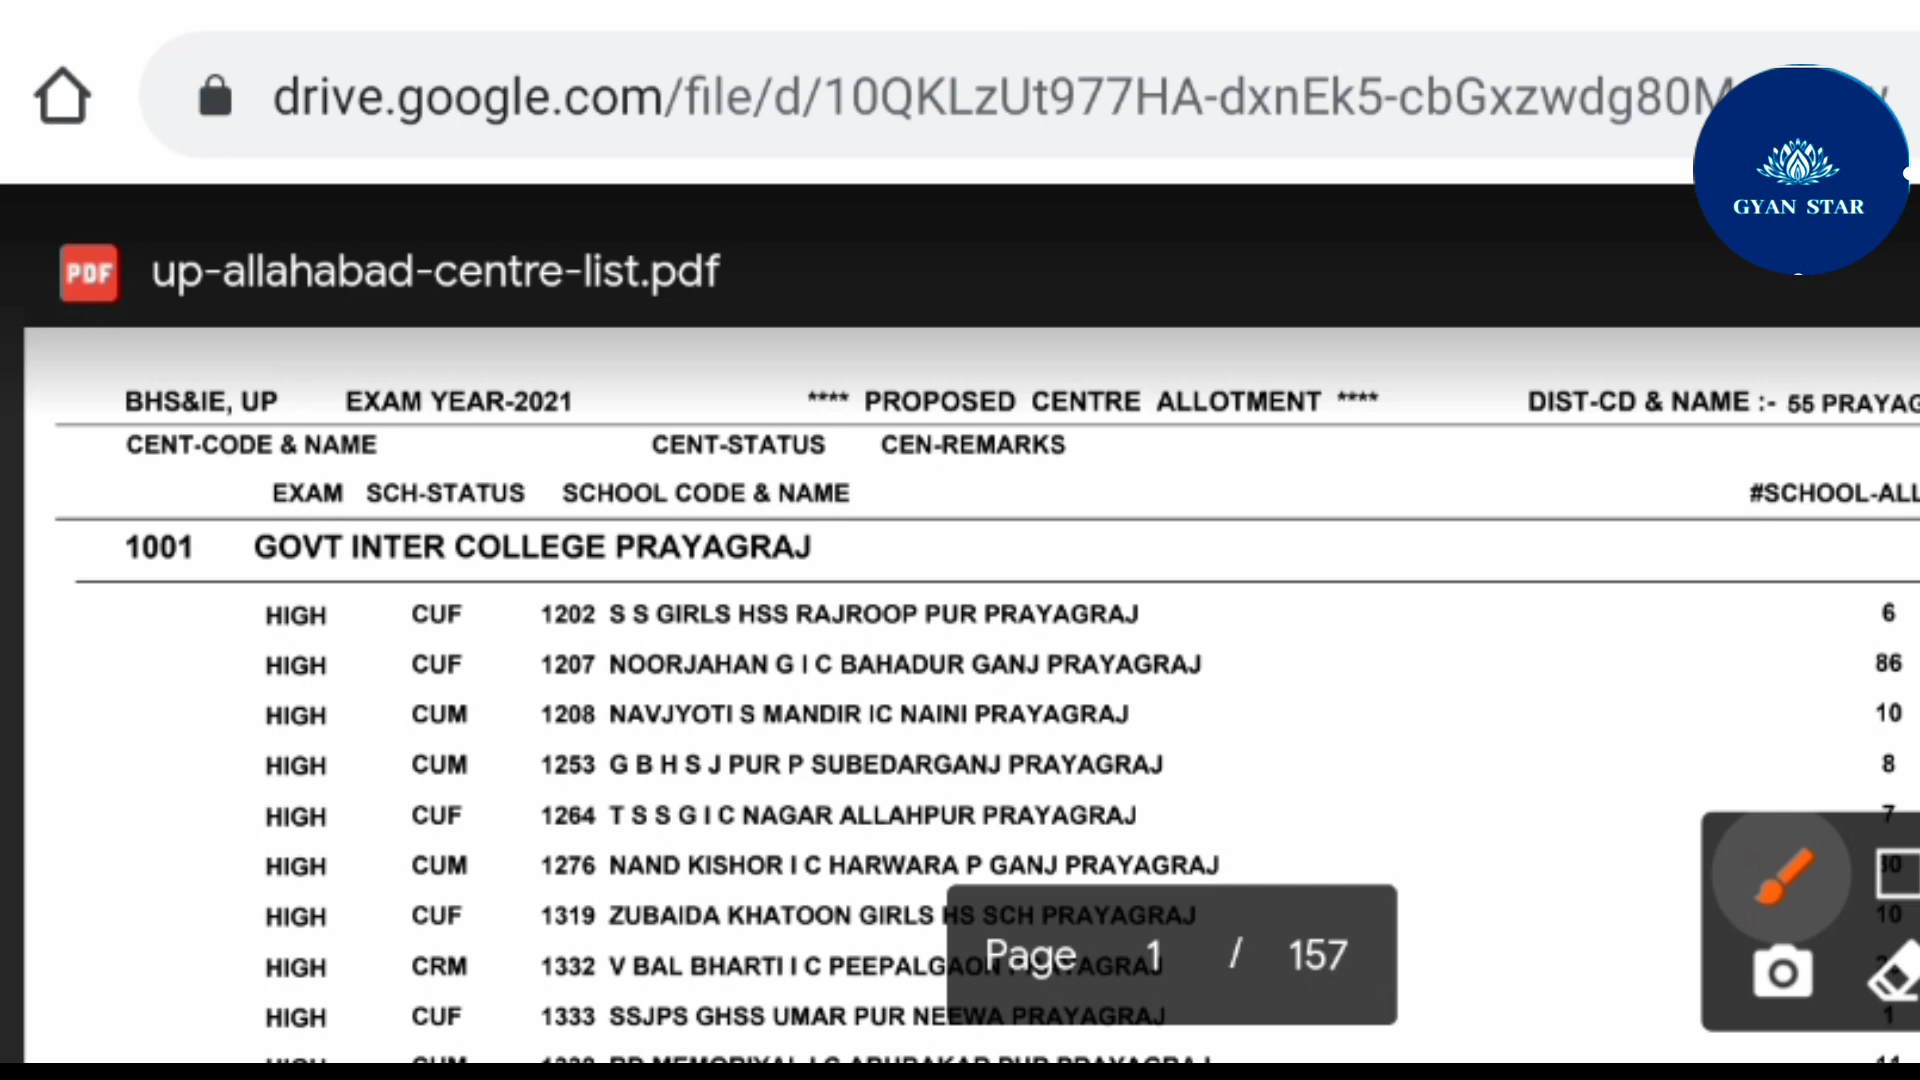 drive.google.com/file/d/10QKLzUt977HA-dxnEk5-cbGxzwdg80M
GYAN STAR
PDF up-allahabad-centre-list.pdf
BHS&IE, UP EXAM YEAR-2021 **** PROPOSED CENTRE ALLOTMENT **** DIST-CD & NAME :- 55 PRAYAG
CENT-CODE & NAME CENT-STATUS CEN-REMARKS
EXAM SCH-STATUS SCHOOL CODE & NAME #SCHOOL-ALL
1001 GOVT INTER COLLEGE PRAYAGRAJ
HIGH CUF 1202 S S GIRLS HSS RAJROOP PUR PRAYAGRAJ 6
HIGH CUF 1207 NOORJAHAN G I C BAHADUR GANJ PRAYAGRAJ 86
HIGH CUM 1208 NAVJYOTI S MANDIR IC NAINI PRAYAGRAJ 10
HIGH CUM 1253 G B H S J PUR P SUBEDARGANJ PRAYAGRAJ 8
HIGH CUF 1264 T S S G I C NAGAR ALLAHPUR PRAYAGRAJ 7
HIGH CUM 1276 NAND KISHOR I C HARWARA P GANJ PRAYAGRAJ
HIGH CUF 1319 ZUBAIDA KHATOON GIRLS HS SCH PRAYAGRAJ 10
HIGH CRM 1332 V BAL BHARTI I C PEEPALGAON PRAYAGRAJ
Page 1 / 157
HIGH CUF 1333 SSJPS GHSS UMAR PUR NEEWA PRAYAGRAJ 1